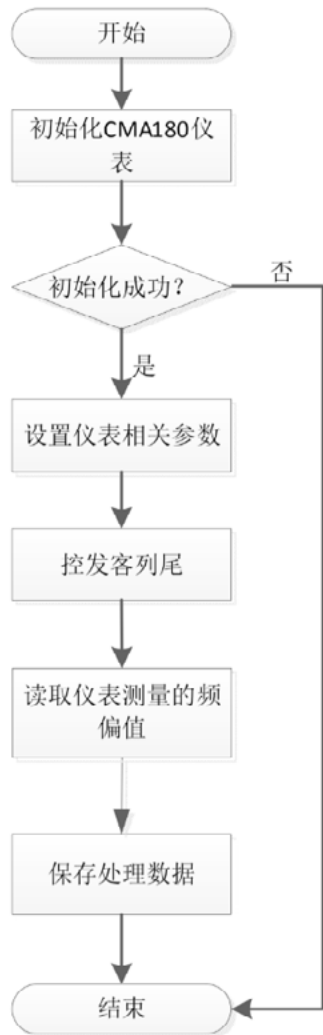 开始
初始化CMA180仪
表
初始化成功？
否
是
设置仪表相关参数
控发客列尾
读取仪表测量的频
偏值
保存处理数据
结束